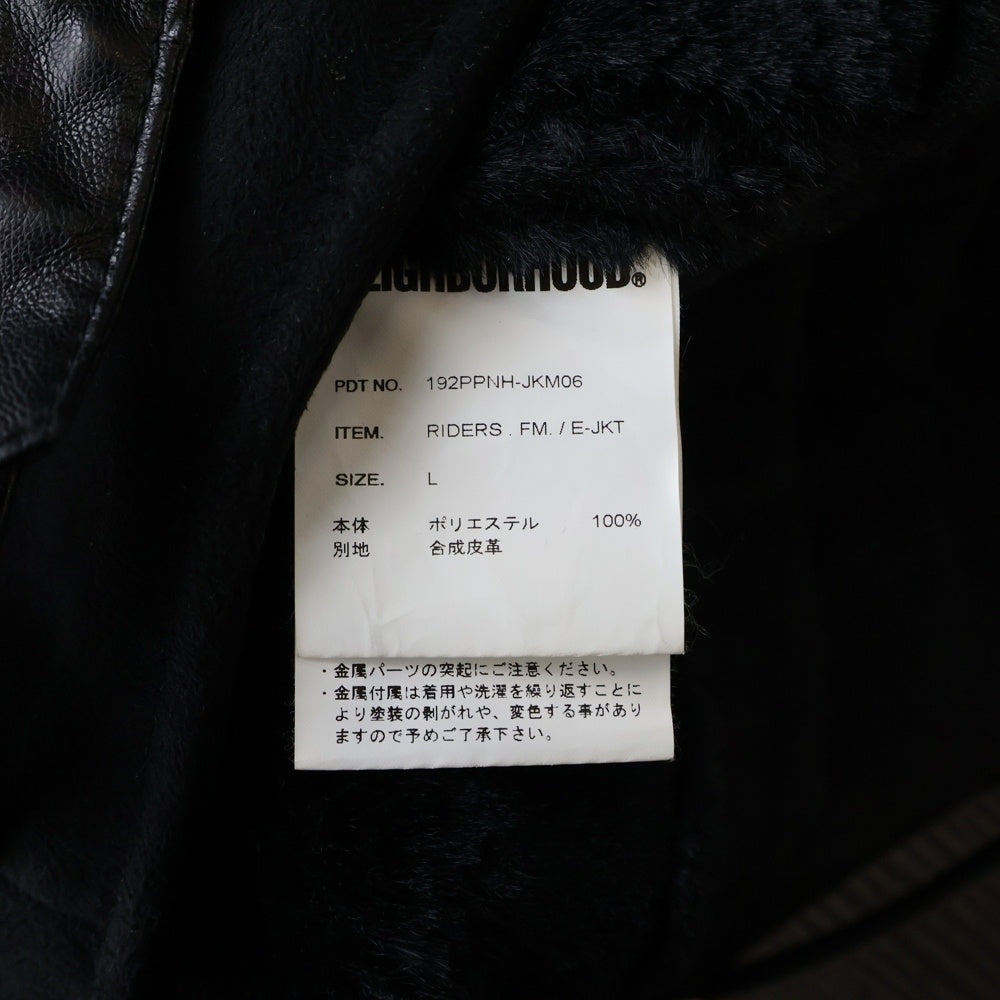 NEIGHBORHOOD®
PDT NO. 192PPNH-JKM06
ITEM. RIDERS . FM. / E-JKT
SIZE. L
本体 ポリエステル 100%
別地 合成皮革
・金属パーツの突起にご注意ください。
・金属付属は着用や洗濯を繰り返すことに
より塗装の剥がれや、変色する事があり
ますので予めご了承下さい。